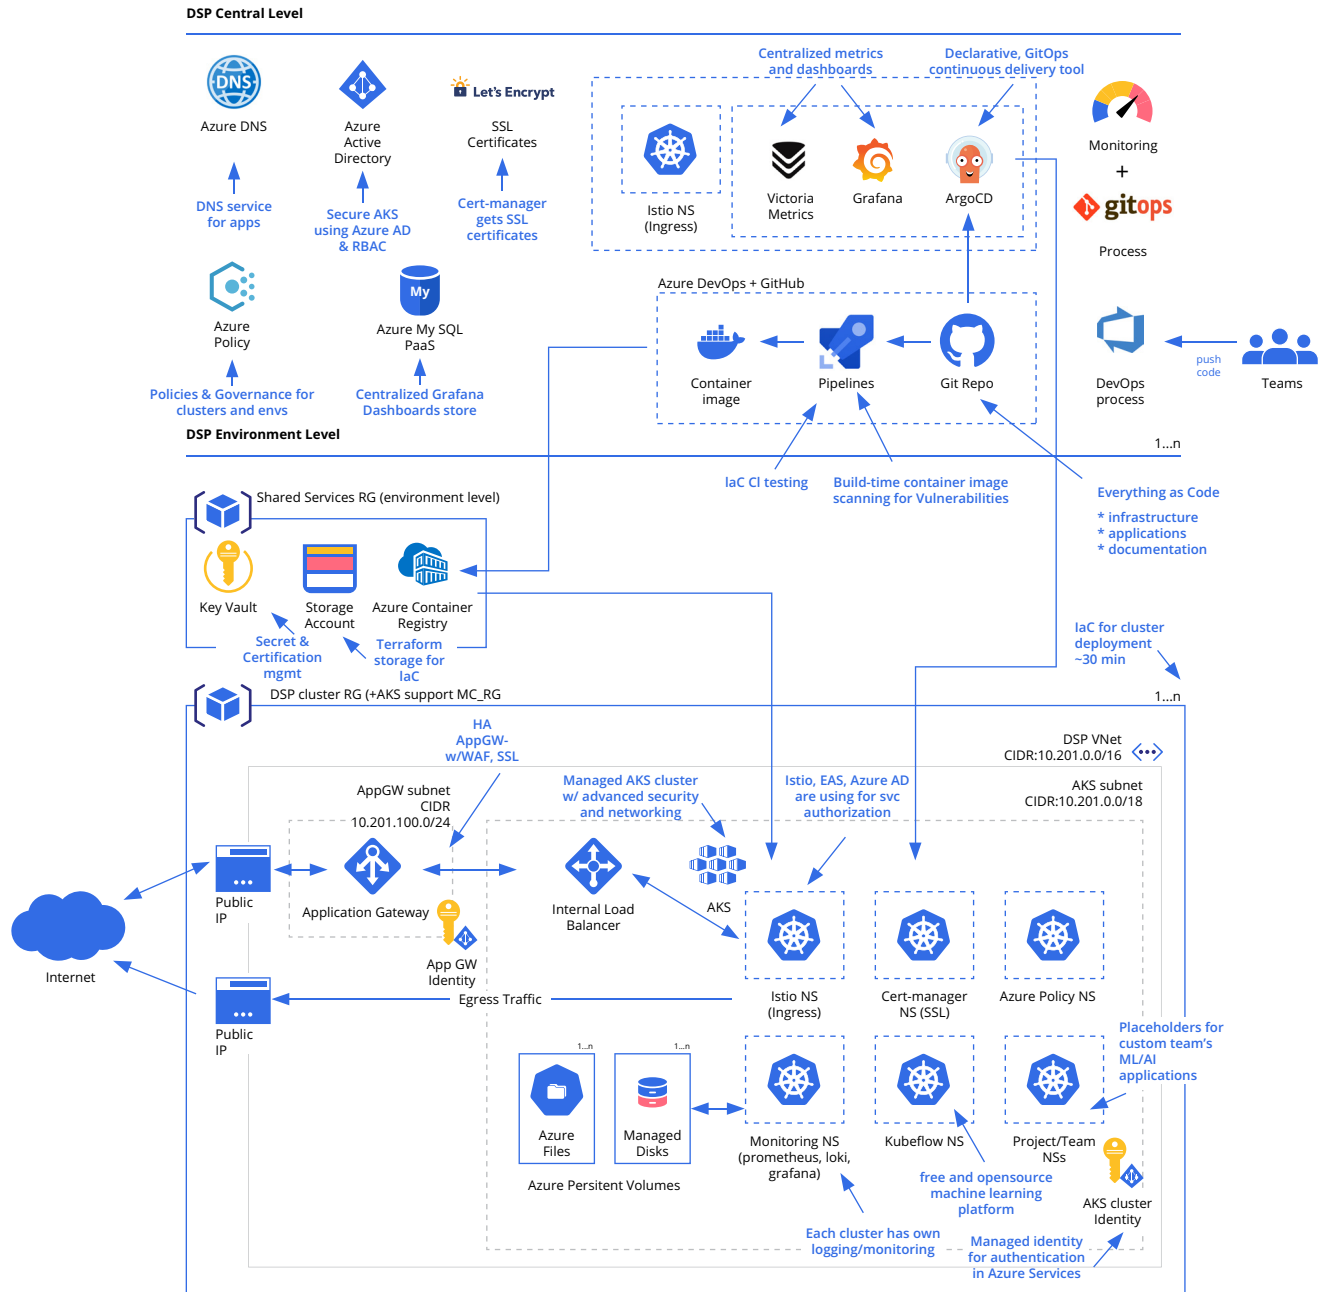 DSP Central Level
Centralized metrics
and dashboards
Declarative, GitOps
continuous delivery tool
DNS
Let's Encrypt
Azure DNS
Azure
Active
Directory
SSL
Certificates
Monitoring
+
gitops
Process
Victoria
Metrics
Grafana
ArgoCD
Istio NS
(Ingress)
DNS service
for apps
Secure AKS
using Azure AD
& RBAC
Cert-manager
gets SSL
certificates
Azure DevOps + GitHub
My
Azure
Policy
Azure My SQL
PaaS
Policies & Governance for
clusters and envs
Centralized Grafana
Dashboards store
Container
image
Pipelines
Git Repo
DevOps
process
push
code
Teams
DSP Environment Level
1...n
IaC CI testing
Build-time container image
scanning for Vulnerabilities
Everything as Code
* infrastructure
* applications
* documentation
Shared Services RG (environment level)
Key Vault
Storage
Account
Azure Container
Registry
Secret &
Certification
mgmt
Terraform
storage for
IaC
IaC for cluster
deployment
~30 min
DSP cluster RG (+AKS support MC_RG
1...n
HA
AppGW-
w/WAF, SSL
DSP VNet
CIDR:10.201.0.0/16
AKS subnet
CIDR:10.201.0.0/18
AppGW subnet
CIDR
10.201.100.0/24
Managed AKS cluster
w/ advanced security
and networking
Istio, EAS, Azure AD
are using for svc
authorization
Public
IP
Application Gateway
Internal Load
Balancer
AKS
App GW
Identity
Internet
Egress Traffic
Public
IP
Istio NS
(Ingress)
Cert-manager
NS (SSL)
Azure Policy NS
Placeholders for
custom team's
ML/AI
applications
1...n
1...n
Azure
Files
Managed
Disks
Azure Persitent Volumes
Monitoring NS
(prometheus, loki,
grafana)
Kubeflow NS
Project/Team
NSs
free and opensource
machine learning
platform
AKS cluster
Identity
Each cluster has own
logging/monitoring
Managed identity
for authentication
in Azure Services